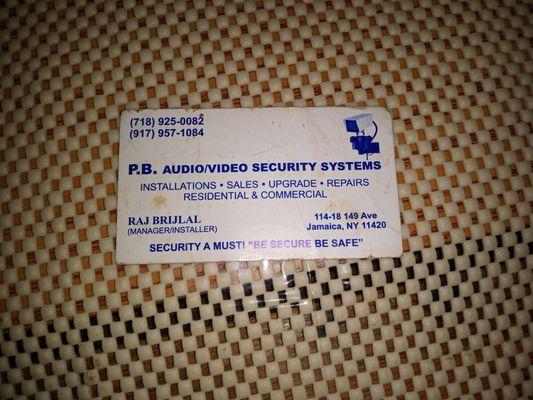 (718) 925-0082
(917) 957-1084
P.B. AUDIO/VIDEO SECURITY SYSTEMS
INSTALLATIONS • SALES • UPGRADE • REPAIRS
RESIDENTIAL & COMMERCIAL
RAJ BRIJLAL
(MANAGER/INSTALLER)
114-18 149 Ave
Jamaica, NY 11420
SECURITY A MUST! "BE SECURE BE SAFE"